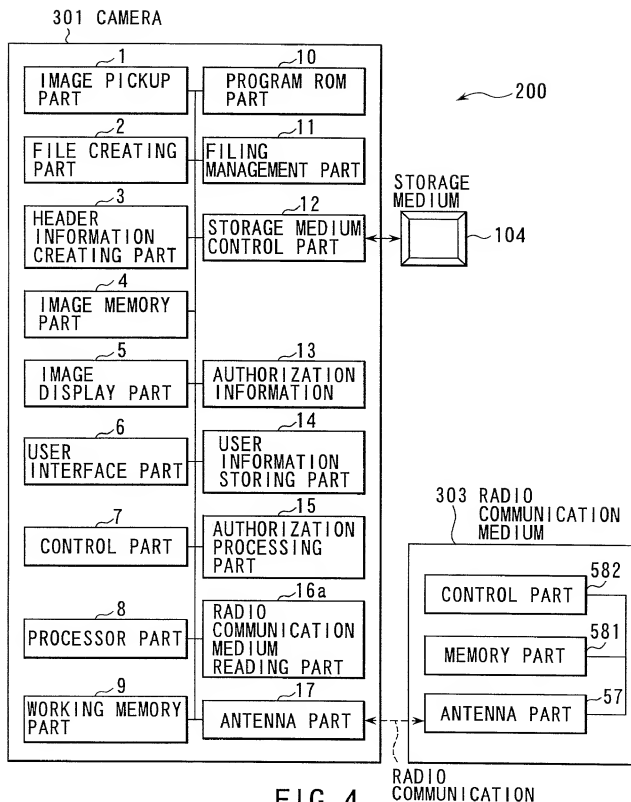 301 CAMERA
1
IMAGE PICKUP
PART
2
FILE CREATING
PART
3
HEADER
INFORMATION
CREATING PART
4
IMAGE MEMORY
PART
5
IMAGE
DISPLAY PART
6
USER
INTERFACE PART
7
CONTROL PART
8
PROCESSOR PART
9
WORKING MEMORY
PART
10
PROGRAM ROM
PART
11
FILING
MANAGEMENT PART
12
STORAGE MEDIUM
CONTROL PART
13
AUTHORIZATION
INFORMATION
14
USER
INFORMATION
STORING PART
15
AUTHORIZATION
PROCESSING
PART
16a
RADIO
COMMUNICATION
MEDIUM
READING PART
17
ANTENNA PART
200
STORAGE
MEDIUM
104
303 RADIO
COMMUNICATION
MEDIUM
582
CONTROL PART
581
MEMORY PART
57
ANTENNA PART
RADIO
COMMUNICATION
FIG. 4